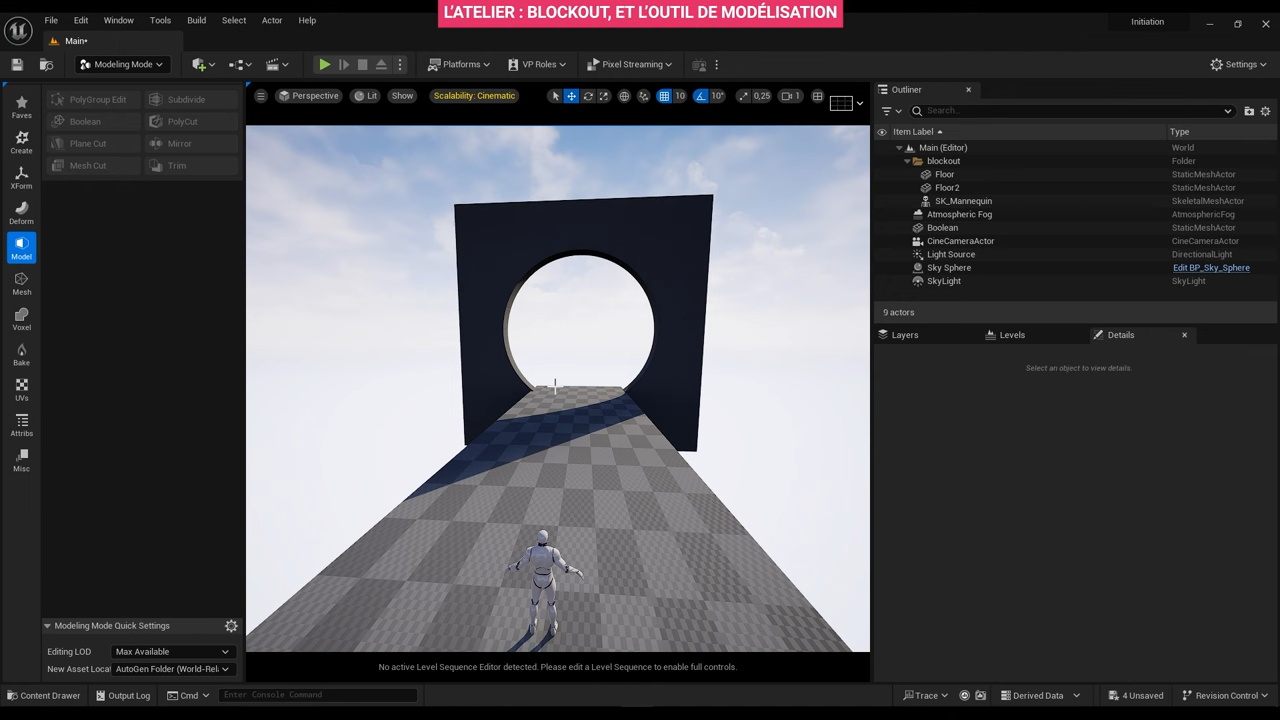 L'ATELIER : BLOCKOUT, ET L'OUTIL DE MODÉLISATION
File Edit Window Tools Build Select Actor Help
Initiation
Main*
Modeling Mode
Platforms
VP Roles
Pixel Streaming
Settings
Faves
Create
XForm
Deform
Model
Mesh
Voxel
Bake
UVs
Attribs
Misc
PolyGroup Edit
Subdivide
Boolean
PolyCut
Plane Cut
Mirror
Mesh Cut
Trim
Perspective
Lit
Show
Scalability: Cinematic
10
10°
0,25
1
Outliner
Search...
Item Label
Type
Main (Editor) World
blockout Folder
Floor StaticMeshActor
Floor2 StaticMeshActor
SK_Mannequin SkeletalMeshActor
Atmospheric Fog AtmosphericFog
Boolean StaticMeshActor
CineCameraActor CineCameraActor
Light Source DirectionalLight
Sky Sphere Edit BP_Sky_Sphere
SkyLight SkyLight
9 actors
Layers
Levels
Details
Select an object to view details.
Modeling Mode Quick Settings
Editing LOD Max Available
New Asset Locat AutoGen Folder (World-Rela
No active Level Sequence Editor detected. Please edit a Level Sequence to enable full controls.
Content Drawer
Output Log
Cmd
Enter Console Command
Trace
Derived Data
4 Unsaved
Revision Control